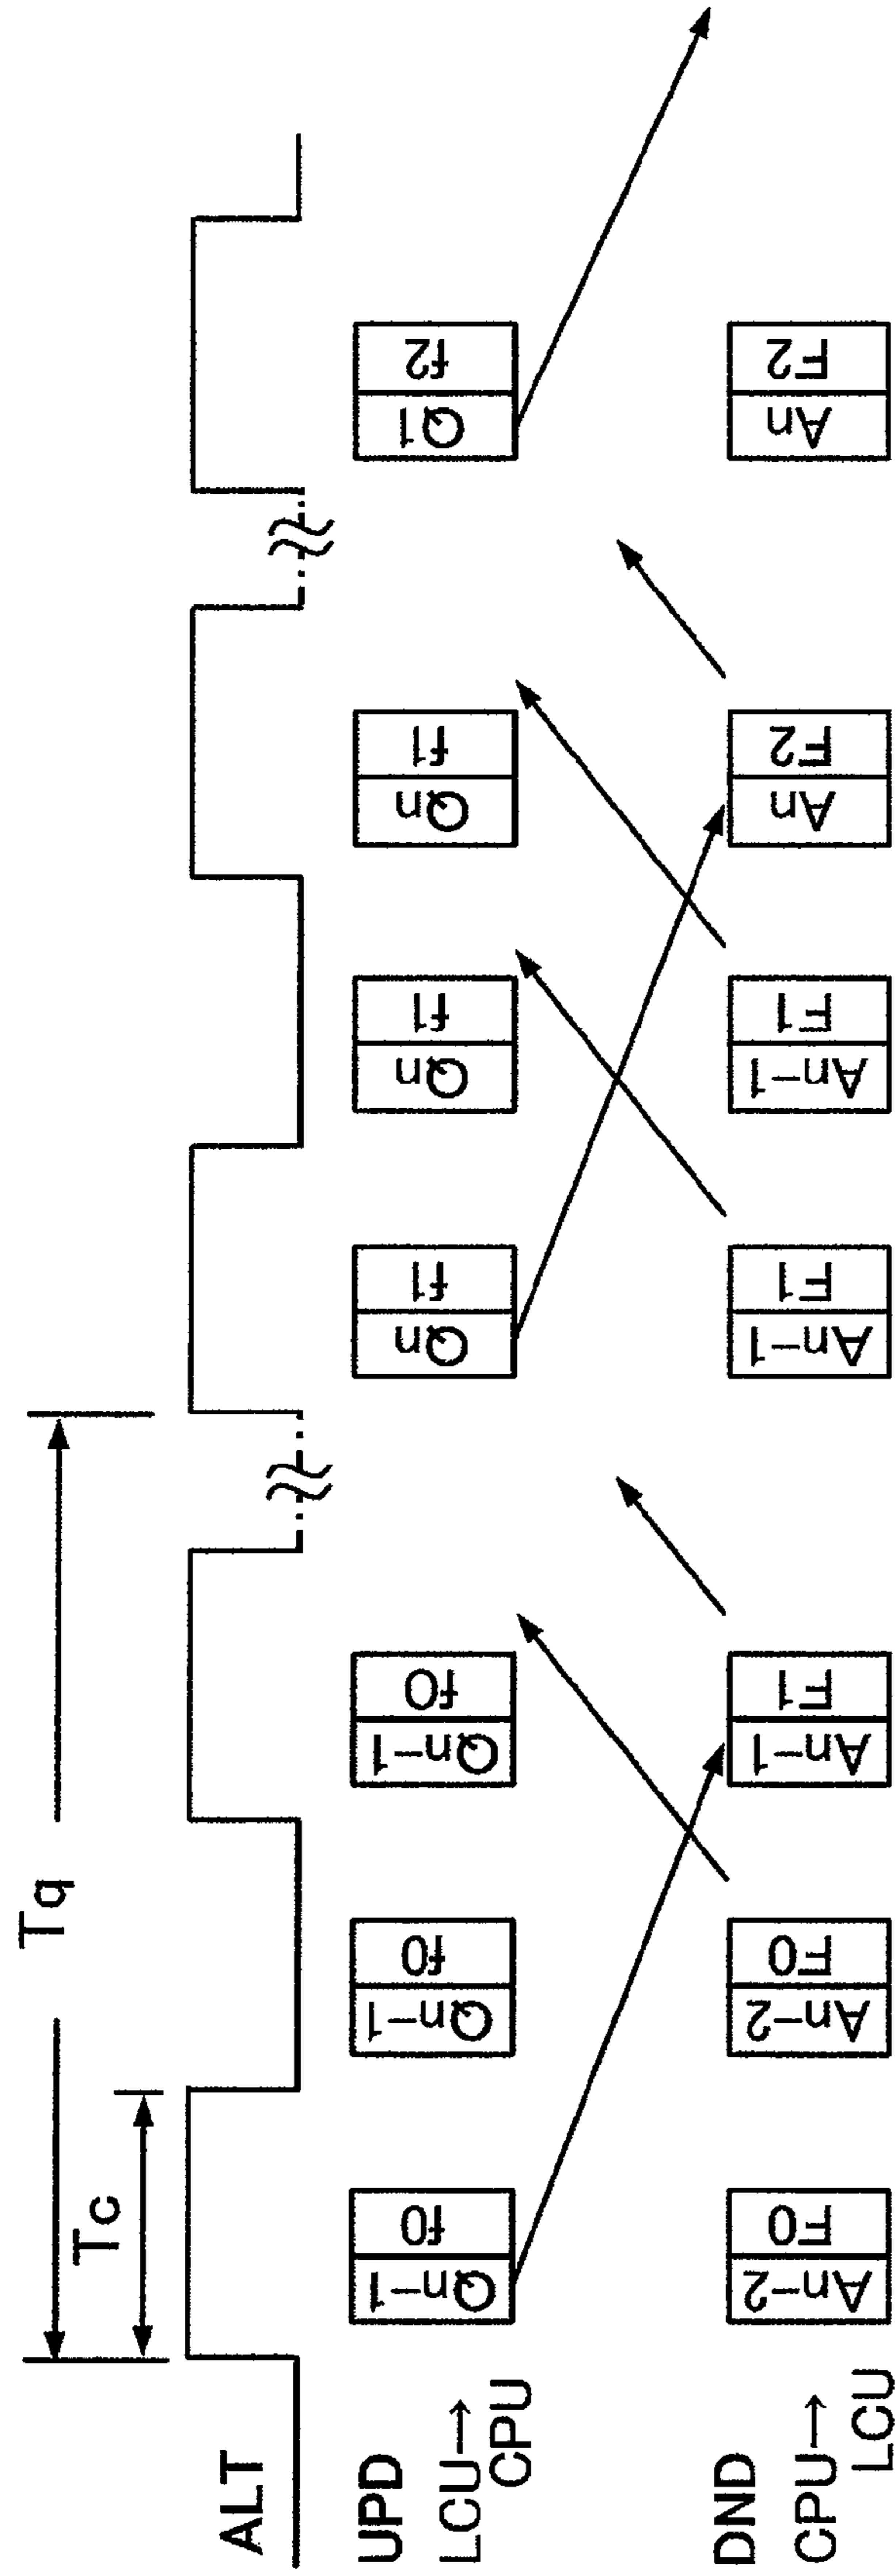 Tq
Tc
ALT
UPD
LCU→
CPU
Qn-1 f0
Qn-1 f0
Qn-1 f0
Qn f1
Qn f1
Qn f1
Q1 f2
DND
CPU→
LCU
An-2 F0
An-2 F0
An-1 F1
An-1 F1
An-1 F1
An F2
An F2